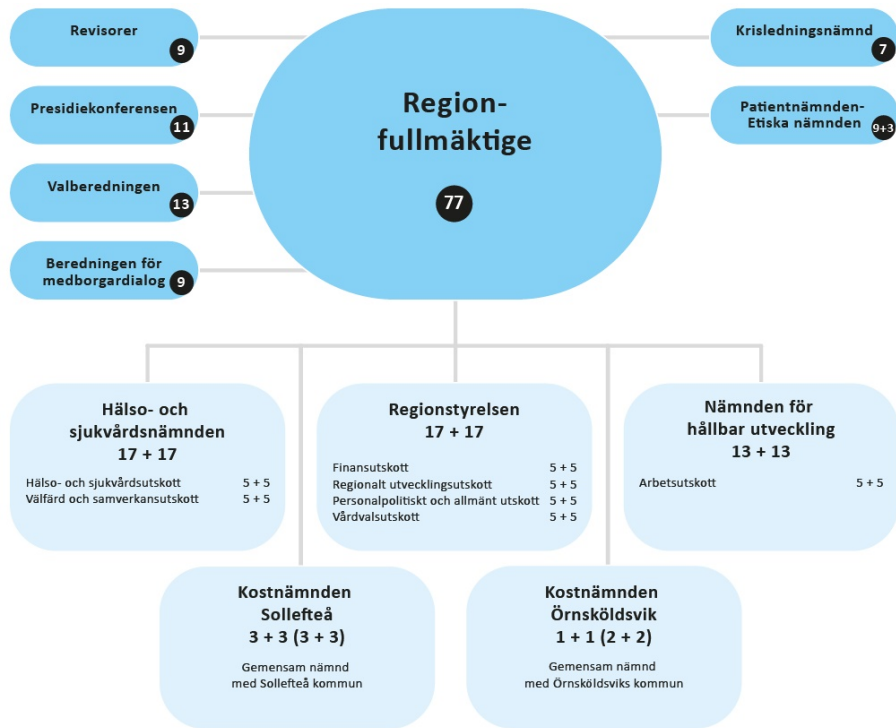 Revisorer
9
Presidiekonferensen
11
Valberedningen
13
Beredningen för
medborgardialog
9
Region-
fullmäktige
77
Krisledningsnämnd
7
Patientnämnden-
Etiska nämnden
9+3
Hälso- och
sjukvårdsnämnden
17 + 17
Hälso- och sjukvårdsutskott 5 + 5
Välfärd och samverkansutskott 5 + 5
Regionstyrelsen
17 + 17
Finansutskott 5 + 5
Regionalt utvecklingsutskott 5 + 5
Personalpolitiskt och allmänt utskott 5 + 5
Vårdvalsutskott 5 + 5
Nämnden för
hållbar utveckling
13 + 13
Arbetsutskott 5 + 5
Kostnämnden
Sollefteå
3 + 3 (3 + 3)
Gemensam nämnd
med Sollefteå kommun
Kostnämnden
Örnsköldsvik
1 + 1 (2 + 2)
Gemensam nämnd
med Örnsköldsviks kommun